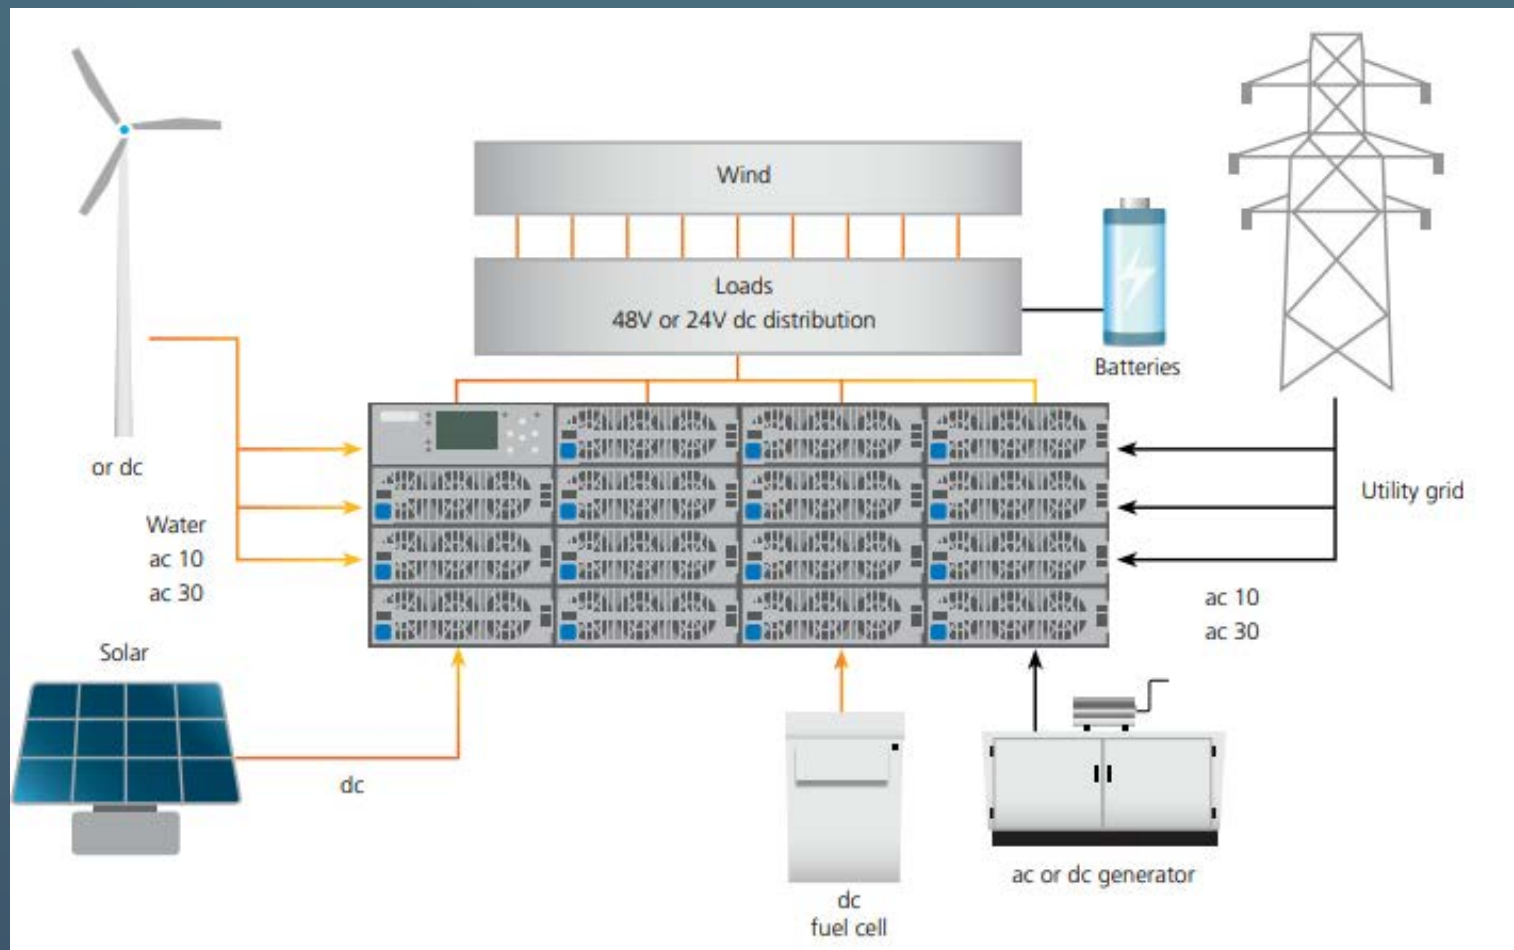 Wind
Loads
48V or 24V dc distribution
Batteries
or dc
Water
ac 10
ac 30
Utility grid
ac 10
ac 30
Solar
dc
dc
fuel cell
ac or dc generator